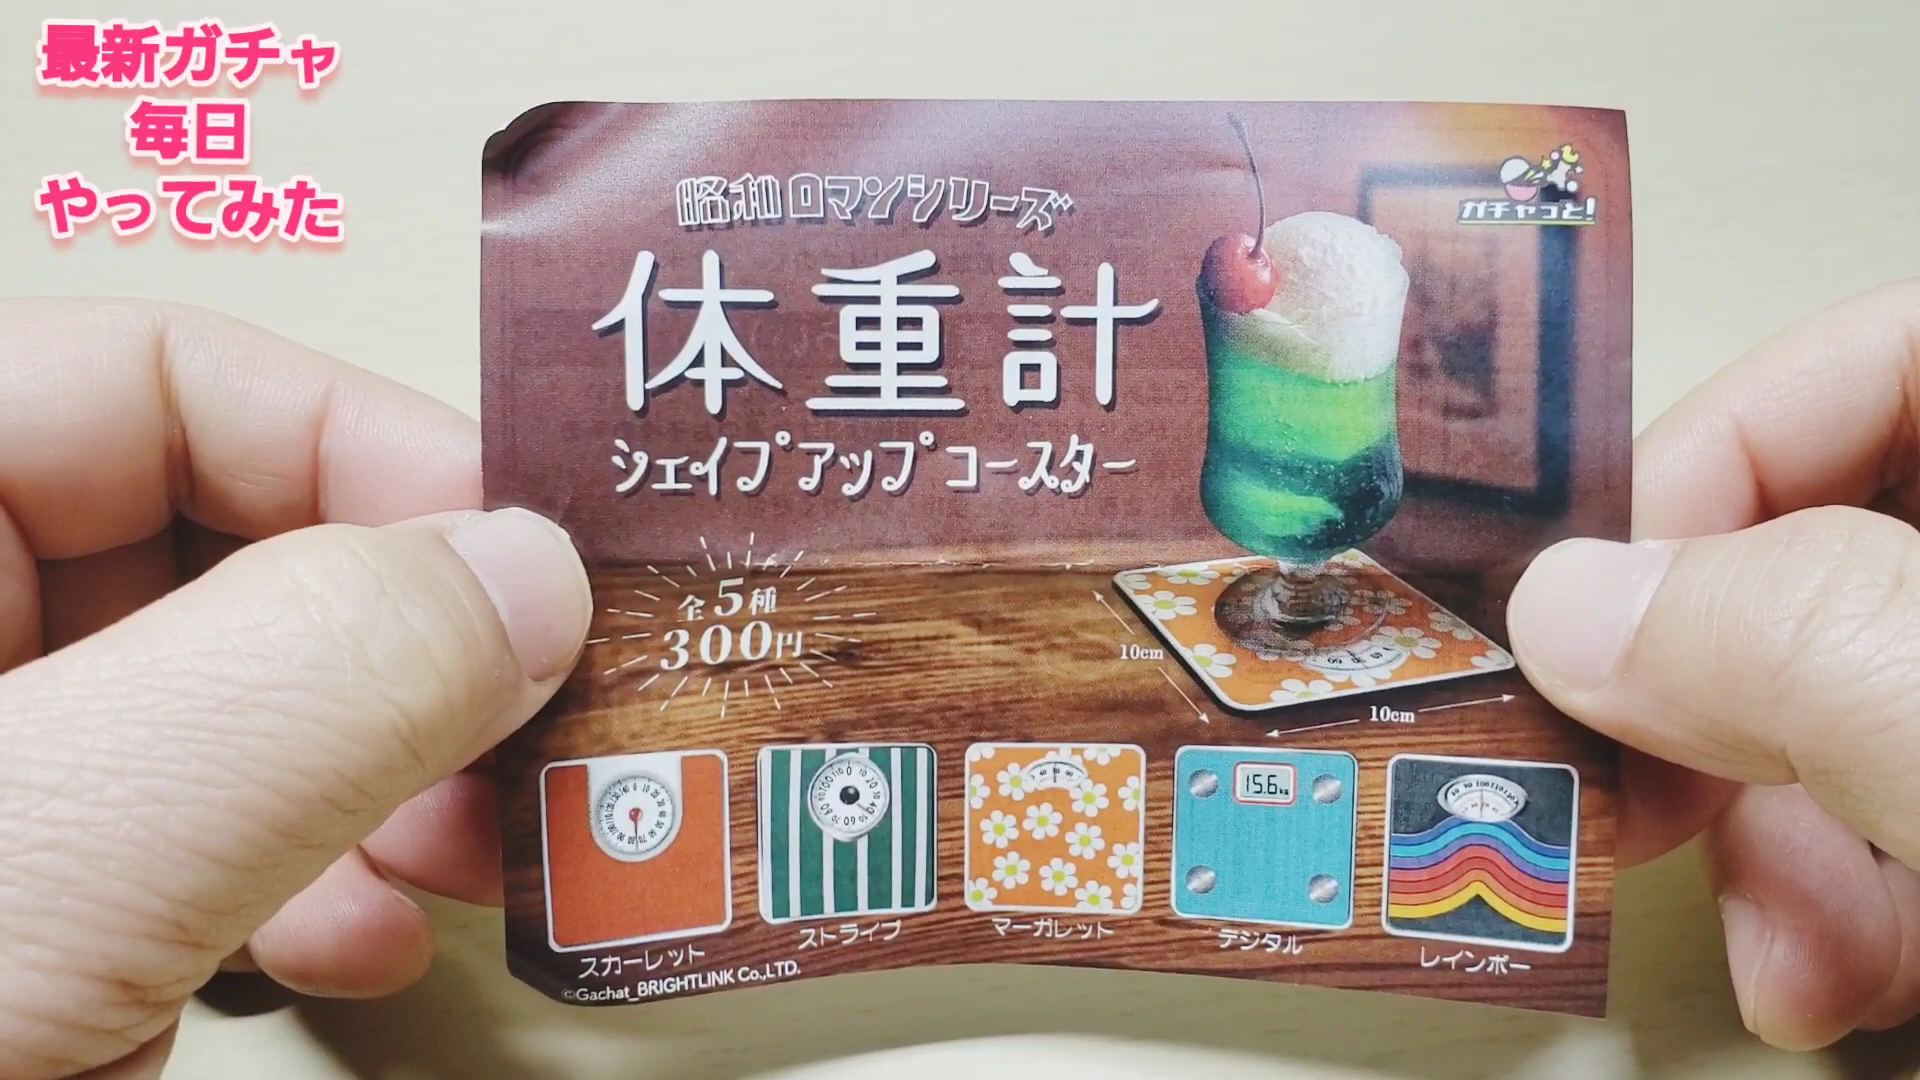 最新ガチャ
毎日
やってみた
昭和ロマンシリーズ
ガチャっと!
体重計
シェイプアップコースター
全5種
300円
10cm
10cm
15.6kg
スカーレット
ストライプ
マーガレット
デジタル
レインボー
©Gachat_BRIGHTLINK Co.,LTD.